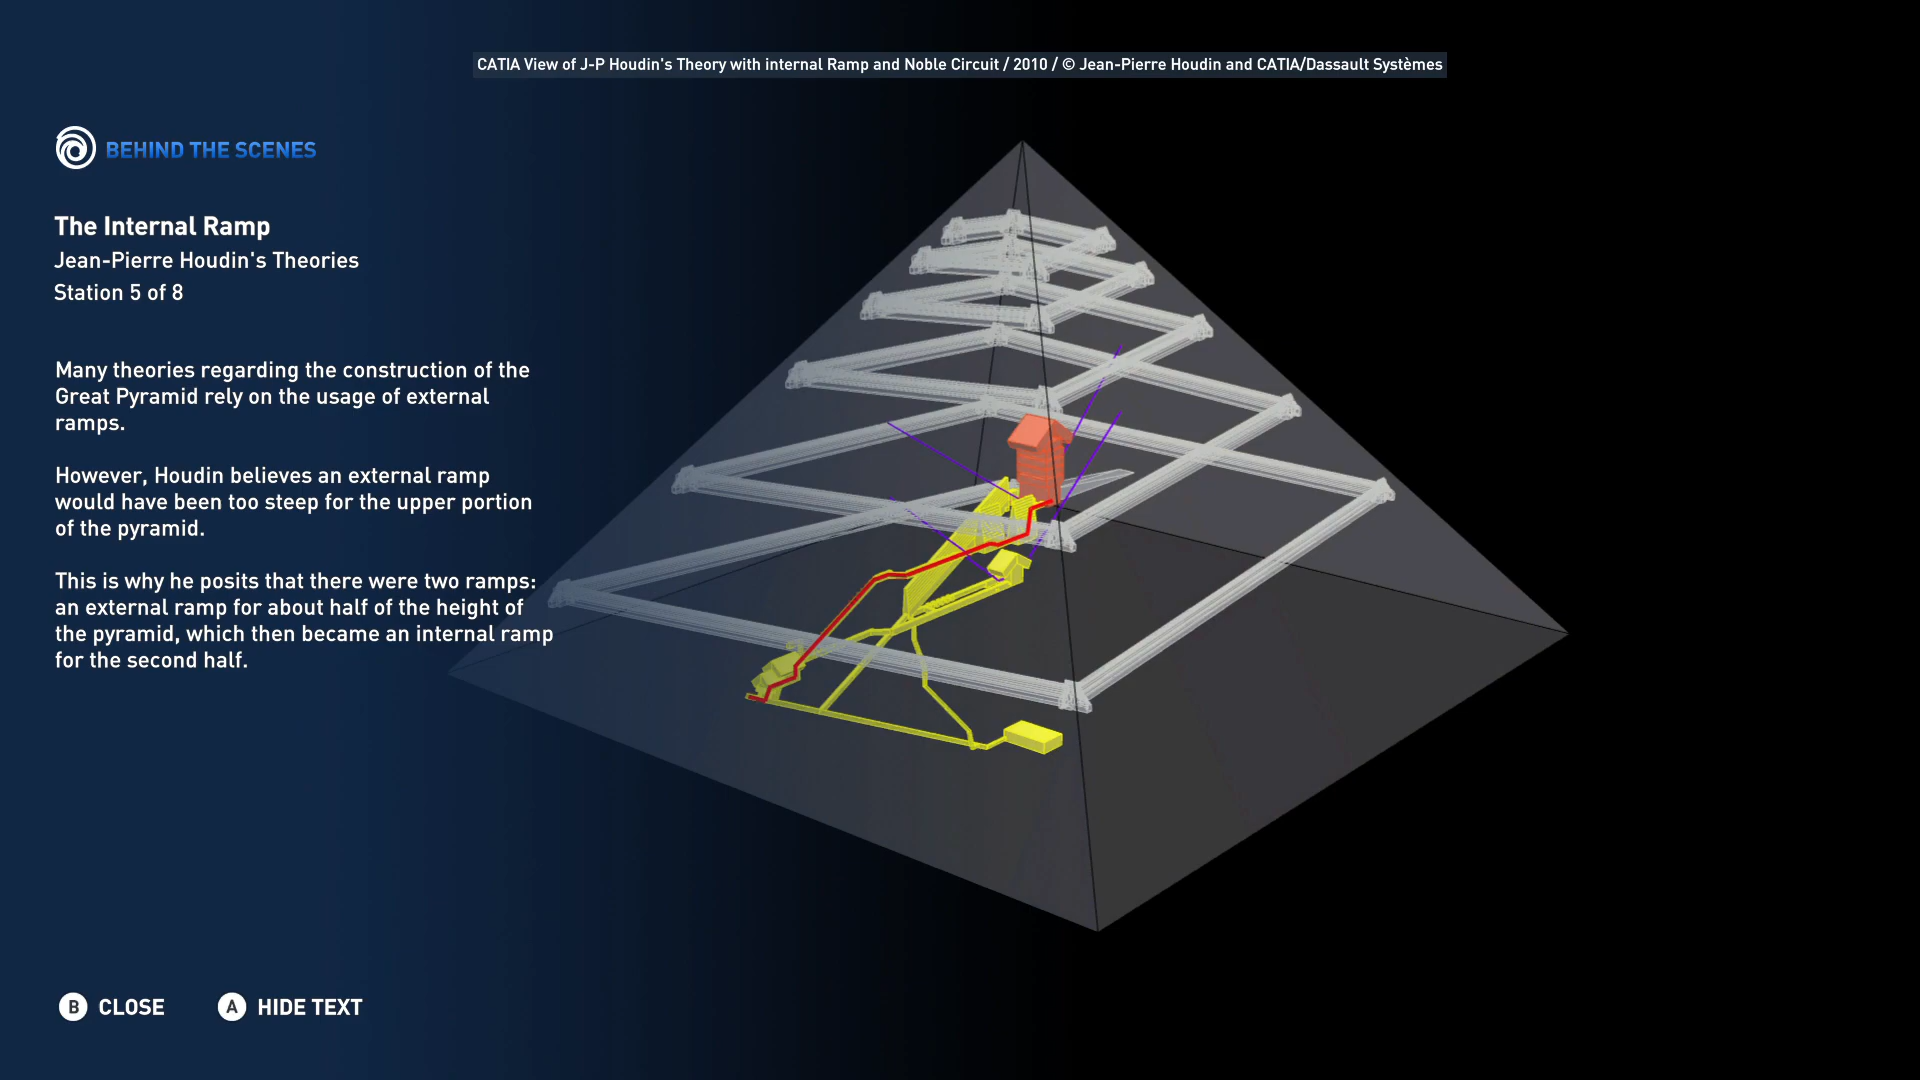 CATIA View of J-P Houdin's Theory with internal Ramp and Noble Circuit / 2010 / © Jean-Pierre Houdin and CATIA/Dassault Systèmes
BEHIND THE SCENES
The Internal Ramp
Jean-Pierre Houdin's Theories
Station 5 of 8
Many theories regarding the construction of the
Great Pyramid rely on the usage of external
ramps.
However, Houdin believes an external ramp
would have been too steep for the upper portion
of the pyramid.
This is why he posits that there were two ramps:
an external ramp for about half of the height of
the pyramid, which then became an internal ramp
for the second half.
B CLOSE A HIDE TEXT